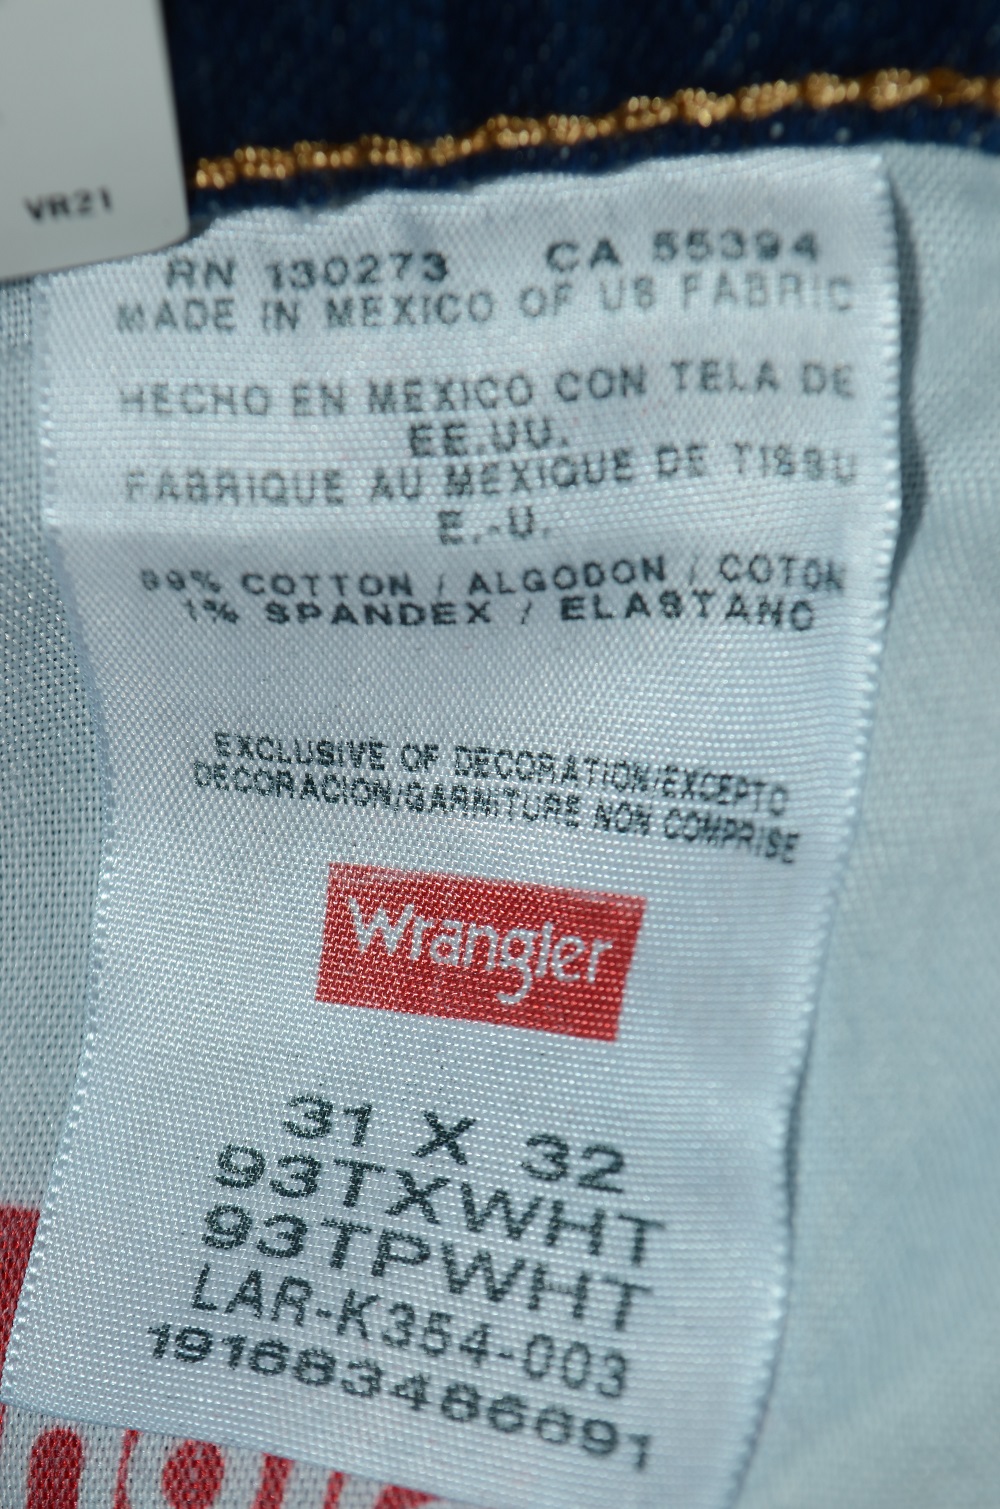 VR21
RN 130273 CA 55394
MADE IN MEXICO OF US FABRIC
HECHO EN MEXICO CON TELA DE
EE.UU.
FABRIQUE AU MEXIQUE DE TISSU
E.-U.
99% COTTON / ALGODON / COTON
1% SPANDEX / ELASTANO
EXCLUSIVE OF DECORATION/EXCEPTO
DECORACION/GARNITURE NON COMPRISE
Wrangler
31 X 32
93TXWHT
93TPWHT
LAR-K354-003
191683486691